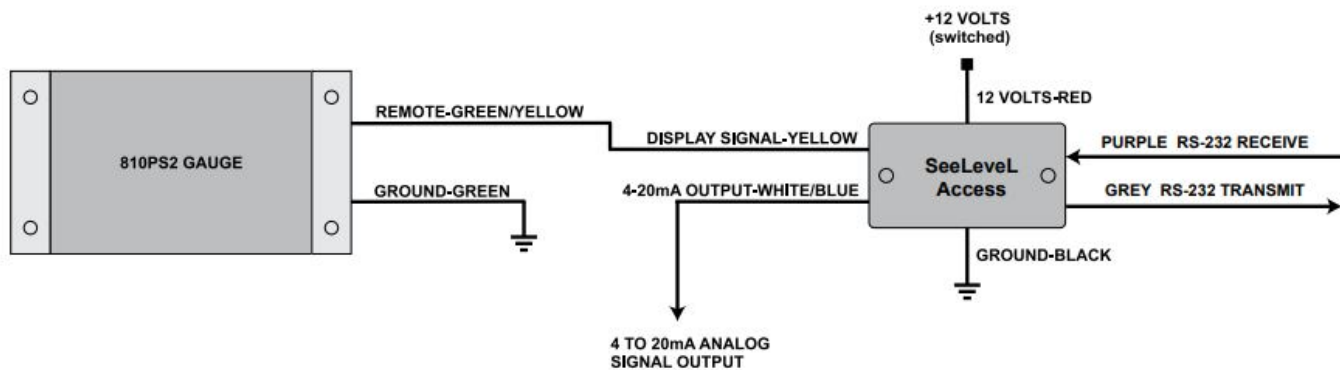 +12 VOLTS
(switched)
12 VOLTS-RED
REMOTE-GREEN/YELLOW
DISPLAY SIGNAL-YELLOW
PURPLE  RS-232 RECEIVE
810PS2 GAUGE
SeeLeveL
Access
GROUND-GREEN
4-20mA OUTPUT-WHITE/BLUE
GREY  RS-232 TRANSMIT
GROUND-BLACK
4 TO 20mA ANALOG
SIGNAL OUTPUT